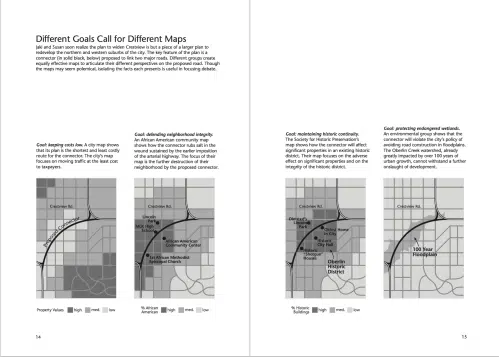 Different Goals Call for Different Maps
Jaki and Susan soon realize the plan to widen Crestview is but a piece of a larger plan to
redevelop the northern and western suburbs of the city. The key feature of the plan is a
connector (in solid black, below) proposed to link two major roads. Different groups create
equally effective maps to articulate their different perspectives on the proposed road. Though
the maps may seem polemical, isolating the facts each presents is useful in focusing debate.
Goal: keeping costs low. A city map shows
that its plan is the shortest and least costly
route for the connector. The city's map
focuses on moving traffic at the least cost
to taxpayers.
Goal: defending neighborhood integrity.
An African American community map
shows how the connector rubs salt in the
wound sustained by the earlier imposition
of the arterial highway. The focus of their
map is the further destruction of their
neighborhood by the proposed connector.
Goal: maintaining historic continuity.
The Society for Historic Preservation's
map shows how the connector will affect
significant properties in an existing historic
district. Their map focuses on the adverse
effect on significant properties and on the
integrity of the historic district.
Goal: protecting endangered wetlands.
An environmental group shows that the
connector will violate the city's policy of
avoiding road construction in floodplains.
The Oberlin Creek watershed, already
greatly impacted by over 100 years of
urban growth, cannot withstand a further
onslaught of development.
Crestview Rd.
Connector
Property Values high med. low
Crestview Rd.
Lincoln
Park
MLK High
School
African American
Community Center
African Methodist
Episcopal Church
% African
American high med. low
Crestview Rd.
Park
Oldest House
in City
City Hall
Houses
Oberlin
Historic
District
% Historic
Buildings high med. low
Crestview Rd.
100 Year
Floodplain
14
15